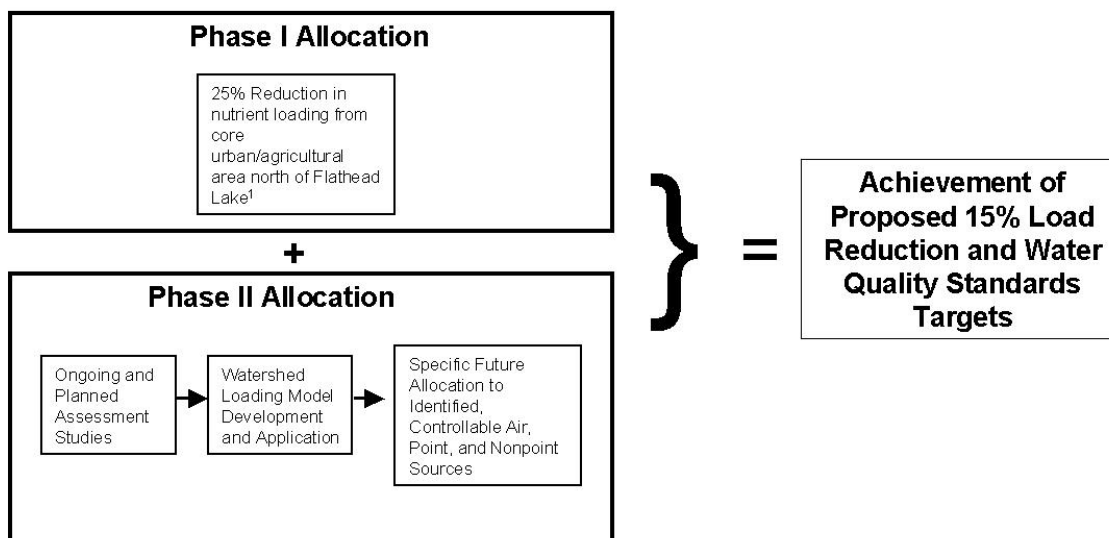 Phase I Allocation
25% Reduction in
nutrient loading from
core
urban/agricultural
area north of Flathead
Lake¹
+
Phase II Allocation
Ongoing and
Planned
Assessment
Studies
Watershed
Loading Model
Development
and Application
Specific Future
Allocation to
Identified,
Controllable Air,
Point, and Nonpoint
Sources
}
=
Achievement of
Proposed 15% Load
Reduction and Water
Quality Standards
Targets